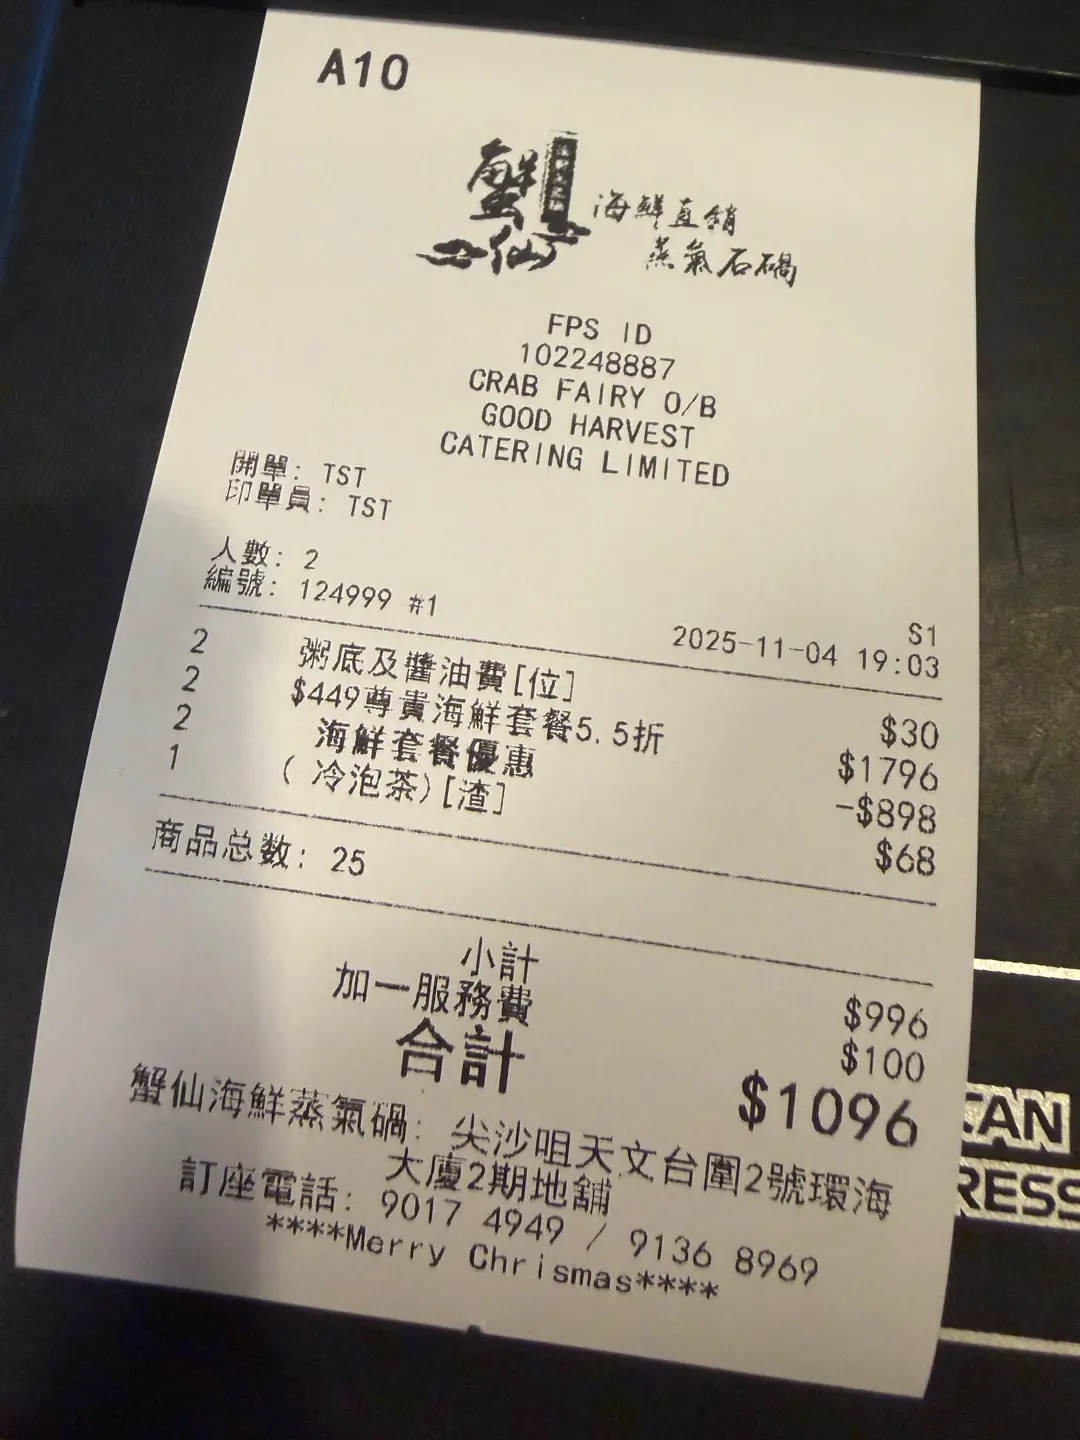 A10
蟹仙
海鮮直銷
蒸氣石鍋
FPS ID
102248887
CRAB FAIRY O/B
GOOD HARVEST
CATERING LIMITED
開單: TST
印單員: TST
人數: 2
編號: 124999 #1
S1
2025-11-04 19:03
2 粥底及醬油費[位] $30
2 $449尊貴海鮮套餐5.5折 $1796
2 海鮮套餐優惠 -$898
1 ( 冷泡茶)[渣] $68
商品总数: 25
小計 $996
加一服務費 $100
合計 $1096
蟹仙海鮮蒸氣鍋: 尖沙咀天文台圍2號環海
大廈2期地舖
訂座電話: 9017 4949 / 9136 8969
****Merry Chrismas****
CAN
RESS